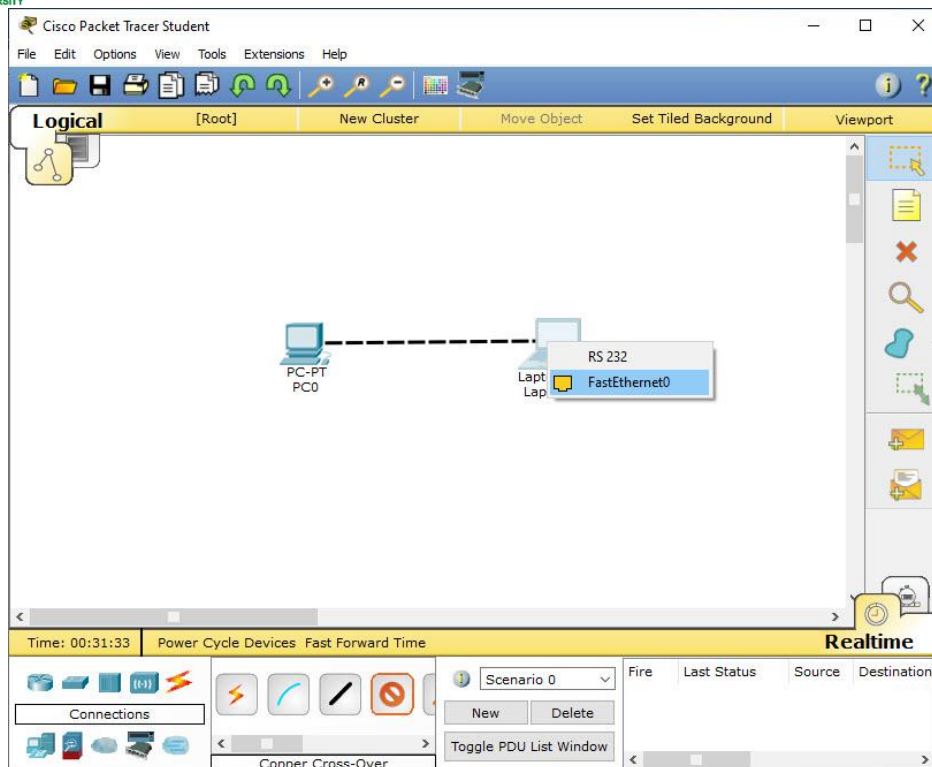 Cisco Packet Tracer Student
File Edit Options View Tools Extensions Help
Logical [Root] New Cluster Move Object Set Tiled Background Viewport
RS 232
FastEthernet0
PC-PT
PC0
Lapt
Lap
Time: 00:31:33 Power Cycle Devices Fast Forward Time Realtime
Scenario 0 Fire Last Status Source Destination
Connections New Delete
Toggle PDU List Window
Copper Cross-Over